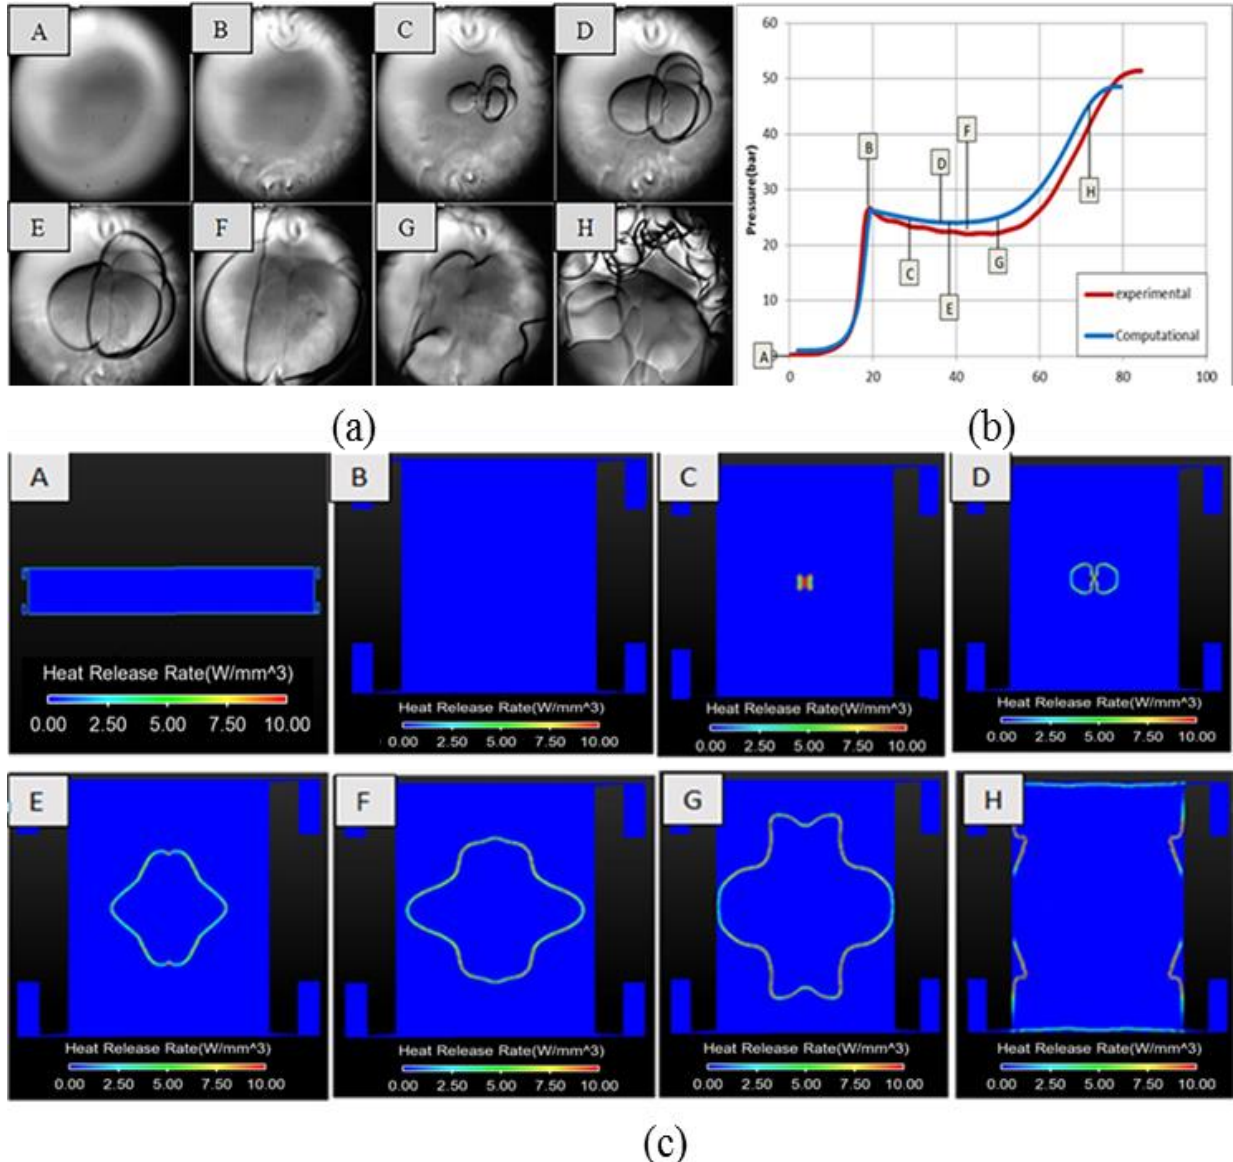 A B C D
E F G H
(a)
60
50
40
30
20
10
0
Pressure(bar)
A B C D E F G H
experimental
Computational
0 20 40 60 80 100
(b)
A
Heat Release Rate(W/mm^3)
0.00 2.50 5.00 7.50 10.00
B
Heat Release Rate(W/mm^3)
0.00 2.50 5.00 7.50 10.00
C
Heat Release Rate(W/mm^3)
0.00 2.50 5.00 7.50 10.00
D
Heat Release Rate(W/mm^3)
0.00 2.50 5.00 7.50 10.00
E
Heat Release Rate(W/mm^3)
0.00 2.50 5.00 7.50 10.00
F
Heat Release Rate(W/mm^3)
0.00 2.50 5.00 7.50 10.00
G
Heat Release Rate(W/mm^3)
0.00 2.50 5.00 7.50 10.00
H
Heat Release Rate(W/mm^3)
0.00 2.50 5.00 7.50 10.00
(c)